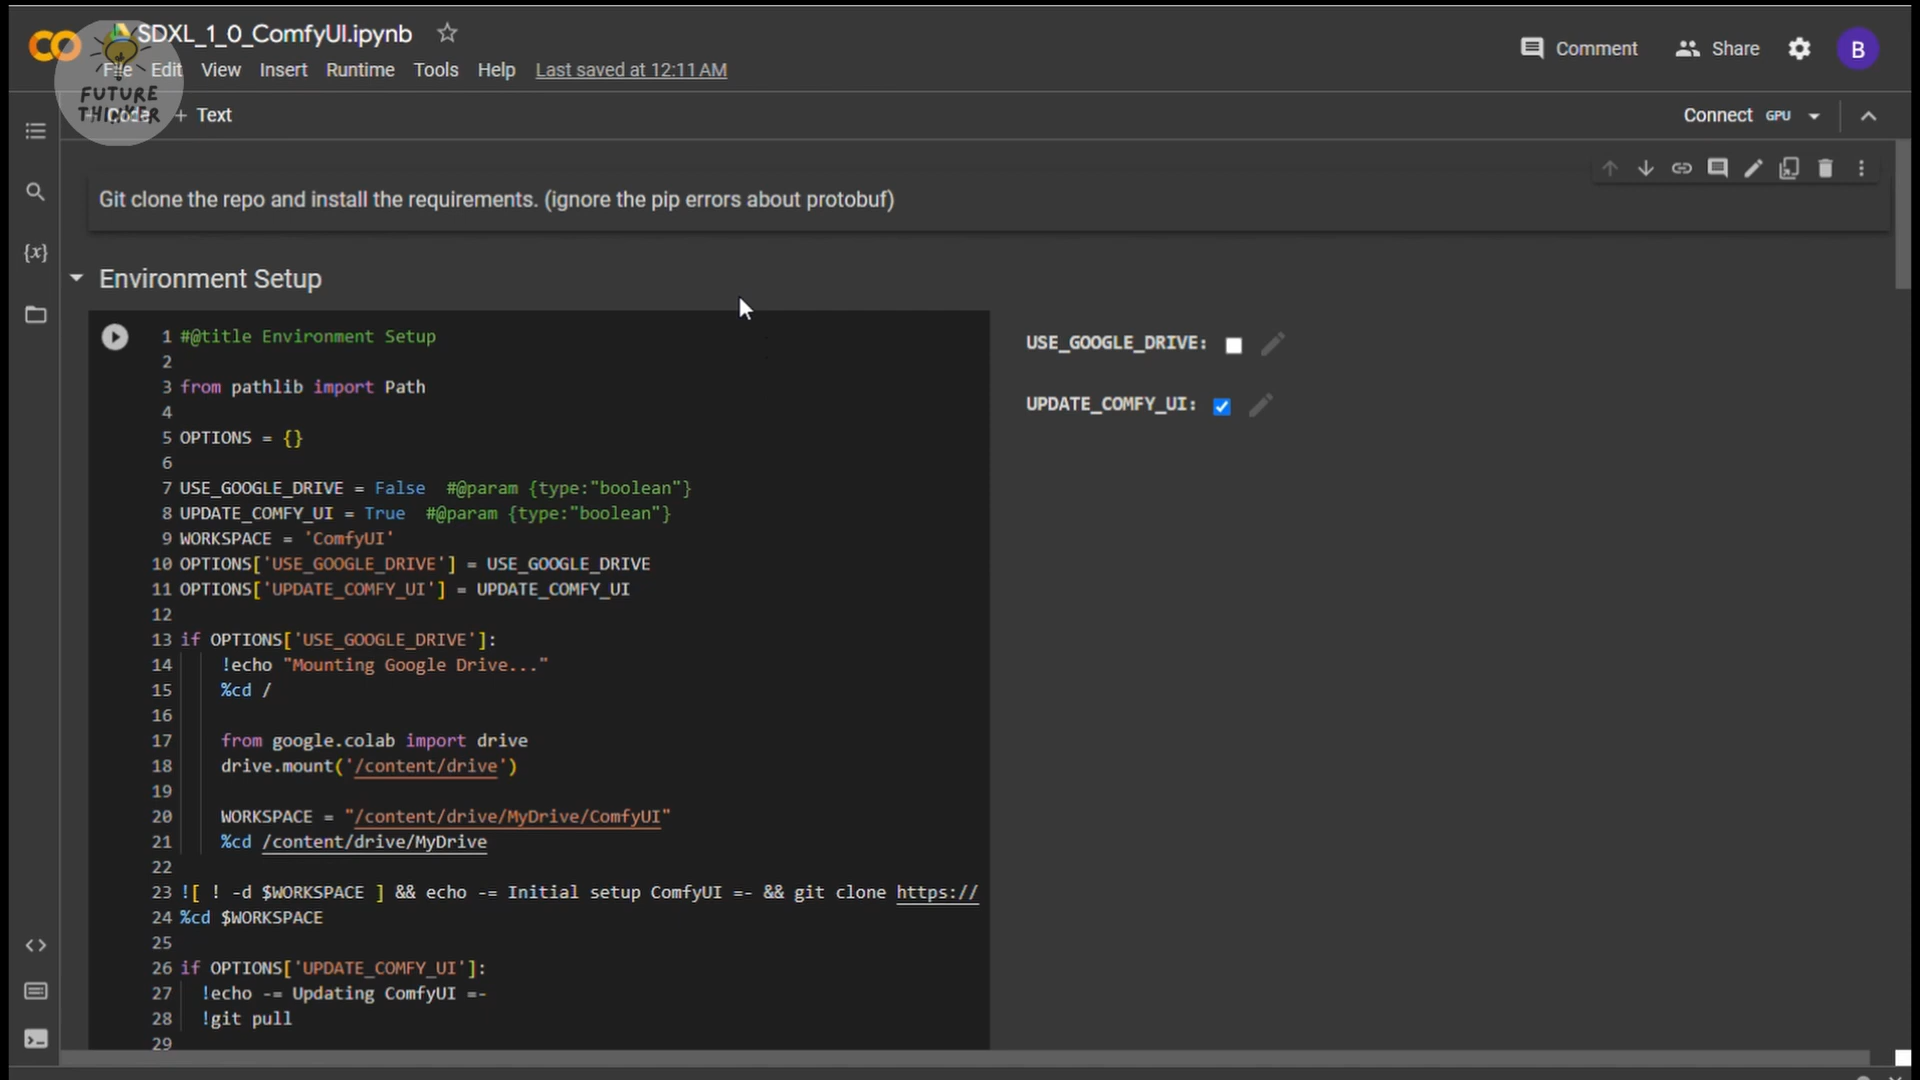 SDXL_1_0_ComfyUI.ipynb
File Edit View Insert Runtime Tools Help Last saved at 12:11 AM
Comment Share B
FUTURE
THINKER
+ Code + Text
Connect GPU
Git clone the repo and install the requirements. (ignore the pip errors about protobuf)
Environment Setup
1 #@title Environment Setup
2
3 from pathlib import Path
4
5 OPTIONS = {}
6
7 USE_GOOGLE_DRIVE = False #@param {type:"boolean"}
8 UPDATE_COMFY_UI = True #@param {type:"boolean"}
9 WORKSPACE = 'ComfyUI'
10 OPTIONS['USE_GOOGLE_DRIVE'] = USE_GOOGLE_DRIVE
11 OPTIONS['UPDATE_COMFY_UI'] = UPDATE_COMFY_UI
12
13 if OPTIONS['USE_GOOGLE_DRIVE']:
14 !echo "Mounting Google Drive..."
15 %cd /
16
17 from google.colab import drive
18 drive.mount('/content/drive')
19
20 WORKSPACE = "/content/drive/MyDrive/ComfyUI"
21 %cd /content/drive/MyDrive
22
23 ![ ! -d $WORKSPACE ] && echo -= Initial setup ComfyUI =- && git clone https://
24 %cd $WORKSPACE
25
26 if OPTIONS['UPDATE_COMFY_UI']:
27 !echo -= Updating ComfyUI =-
28 !git pull
29
USE_GOOGLE_DRIVE:
UPDATE_COMFY_UI: